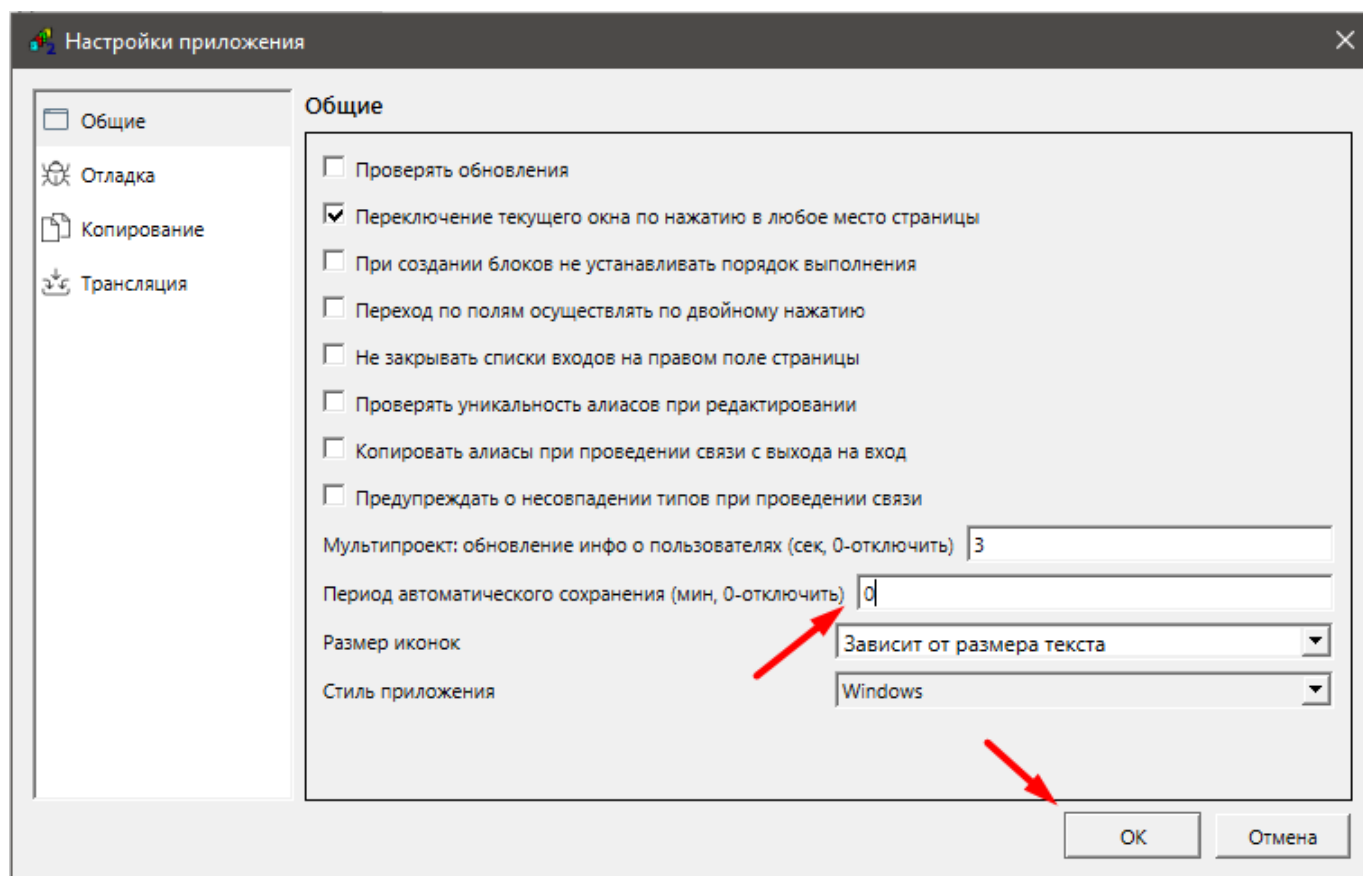 Настройки приложения
Общие
Отладка
Копирование
Трансляция
Общие
Проверять обновления
Переключение текущего окна по нажатию в любое место страницы
При создании блоков не устанавливать порядок выполнения
Переход по полям осуществлять по двойному нажатию
Не закрывать списки входов на правом поле страницы
Проверять уникальность алиасов при редактировании
Копировать алиасы при проведении связи с выхода на вход
Предупреждать о несовпадении типов при проведении связи
Мультипроект: обновление инфо о пользователях (сек, 0-отключить) 3
Период автоматического сохранения (мин, 0-отключить) 0
Размер иконок Зависит от размера текста
Стиль приложения Windows
OK Отмена